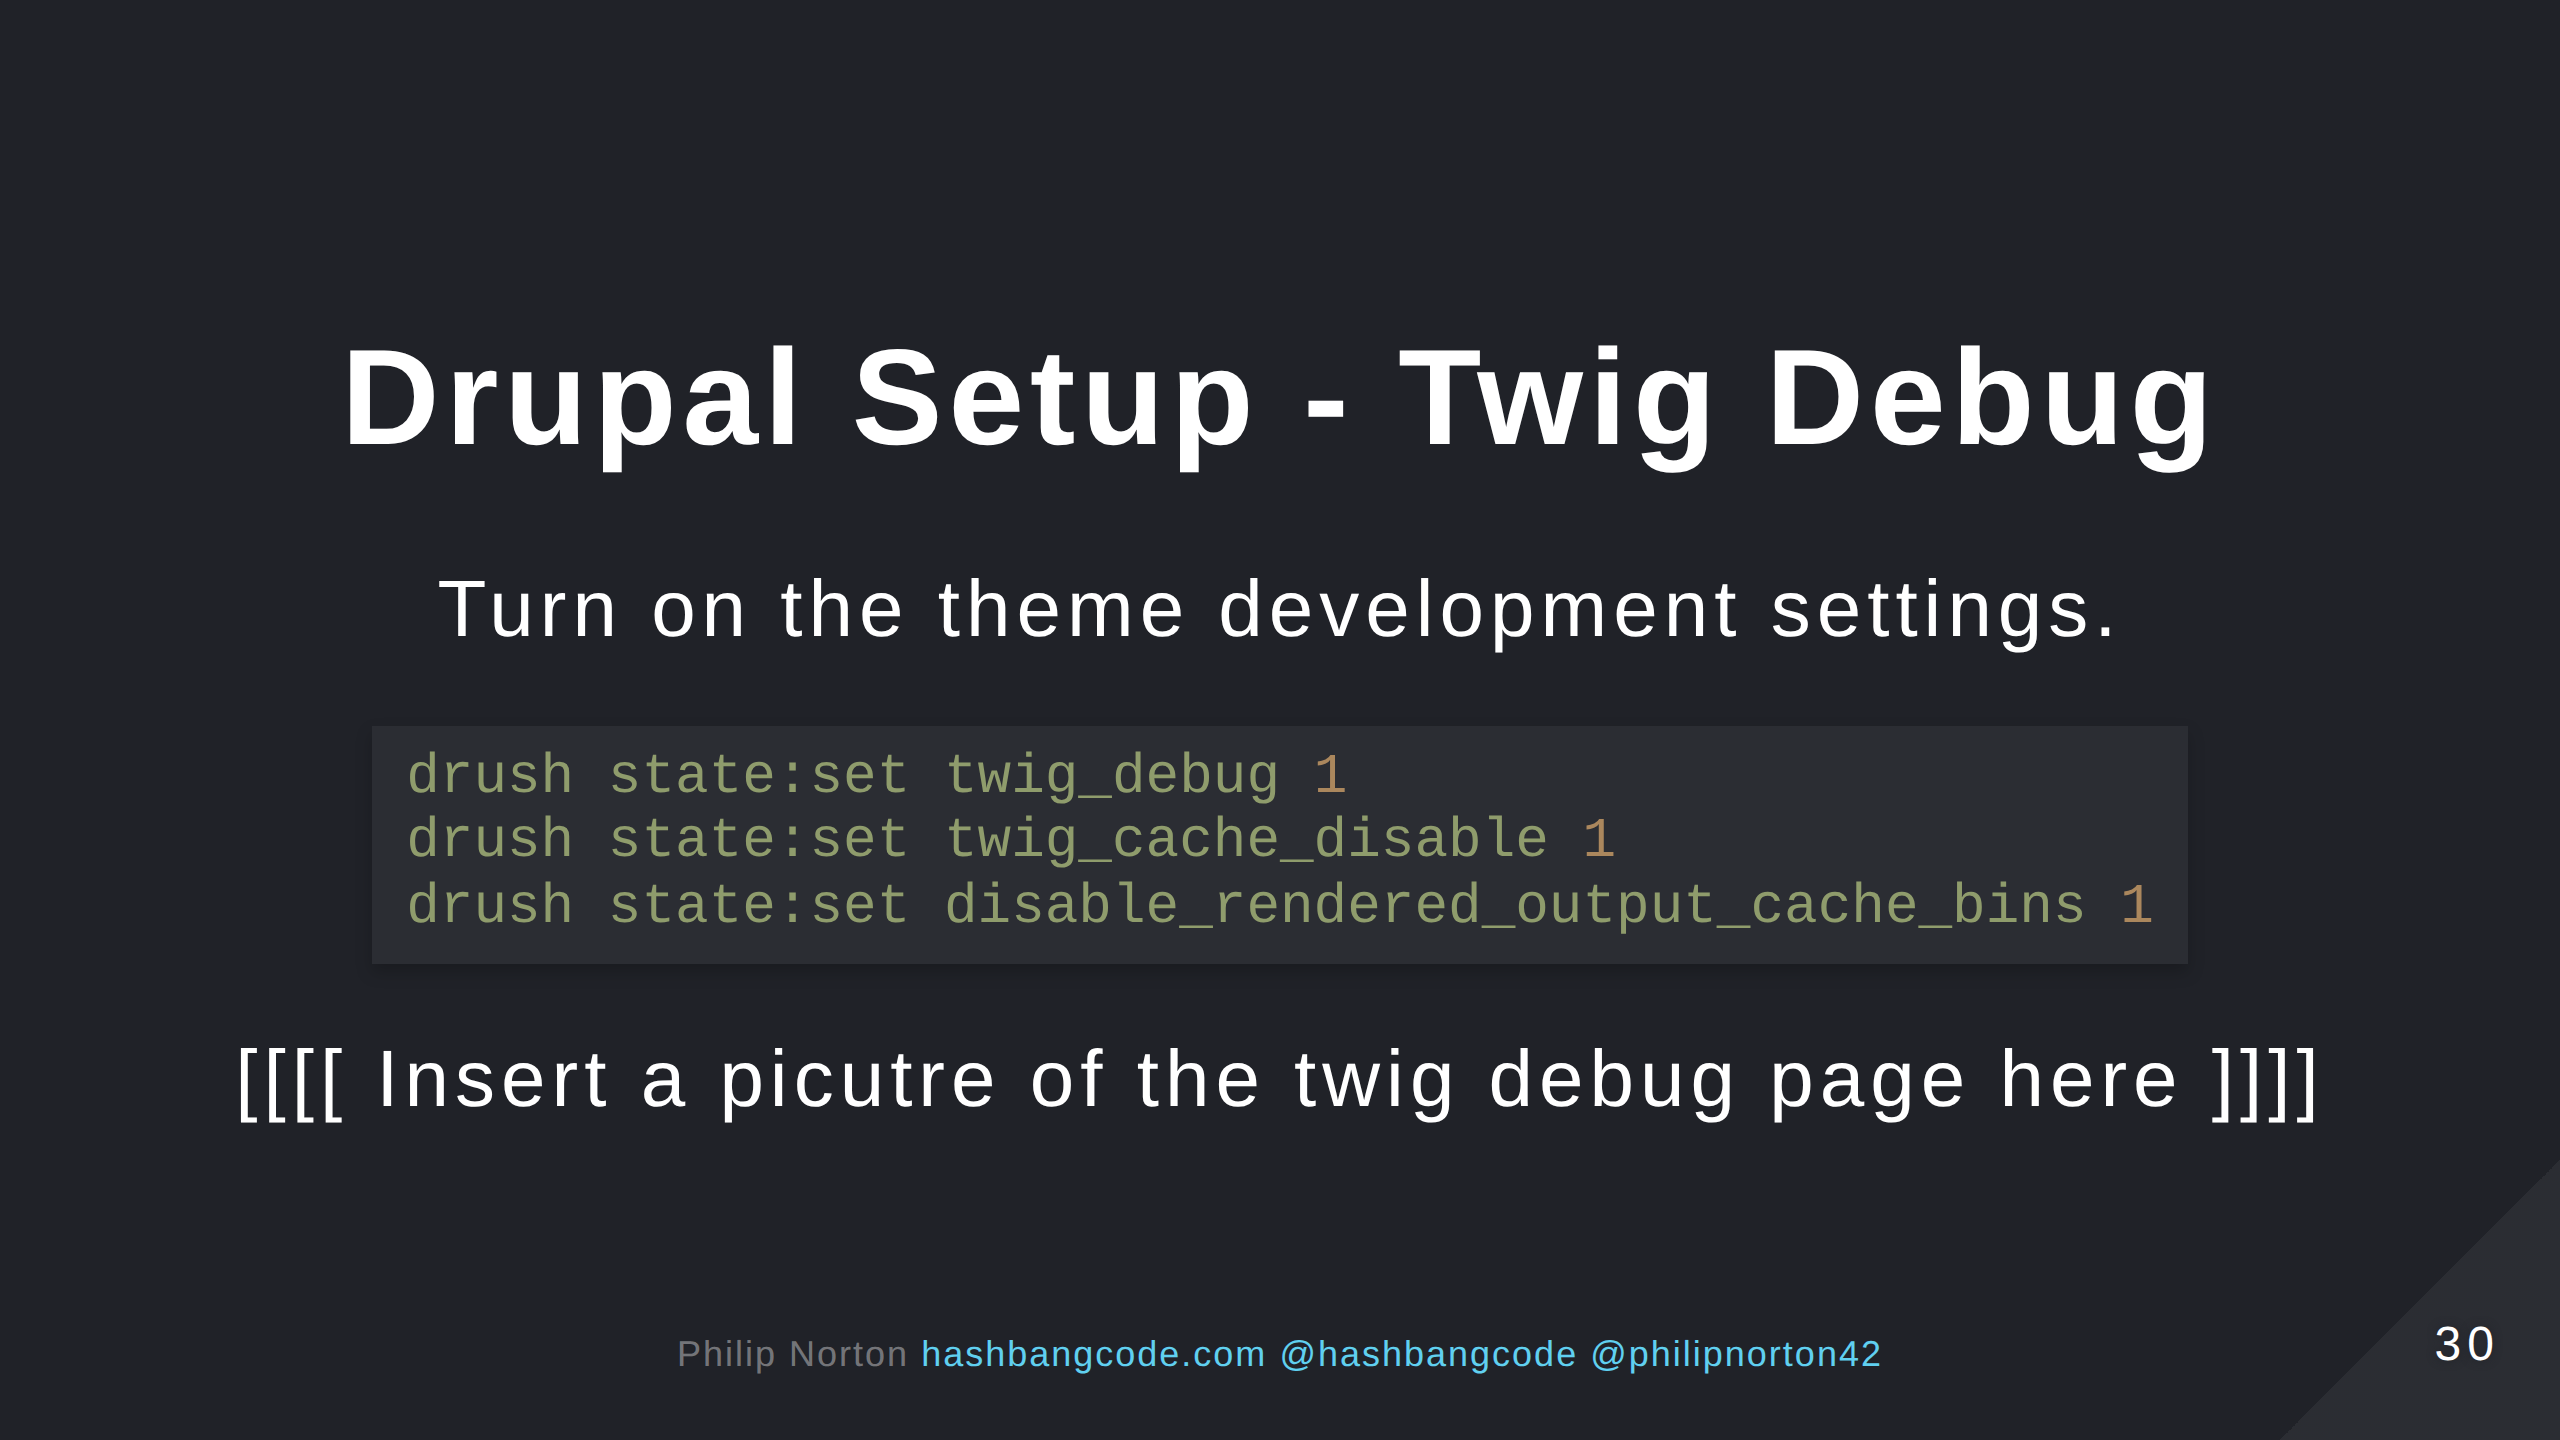 Drupal Setup - Twig Debug
Turn on the theme development settings.
drush state:set twig_debug 1
drush state:set twig_cache_disable 1
drush state:set disable_rendered_output_cache_bins 1
[[[[ Insert a picutre of the twig debug page here ]]]]
Philip Norton hashbangcode.com @hashbangcode @philipnorton42
30